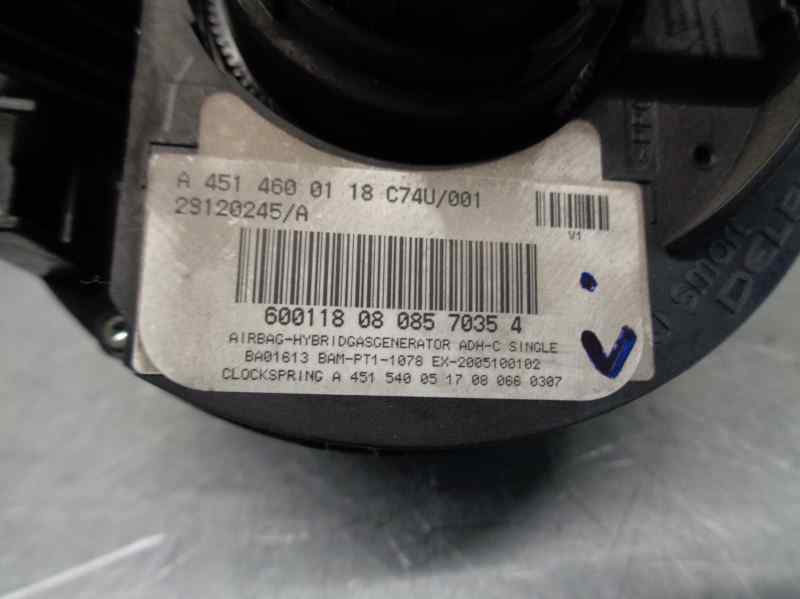 A 451 460 01 18 C74U/001
29120245/A
V1
600118 08 085 7035 4
AIRBAG-HYBRIDGASGENERATOR ADH-C SINGLE
BA01613 BAM-PT1-1078 EX-2005100102
CLOCKSPRING A 451 540 05 17 08 066 0307
smart